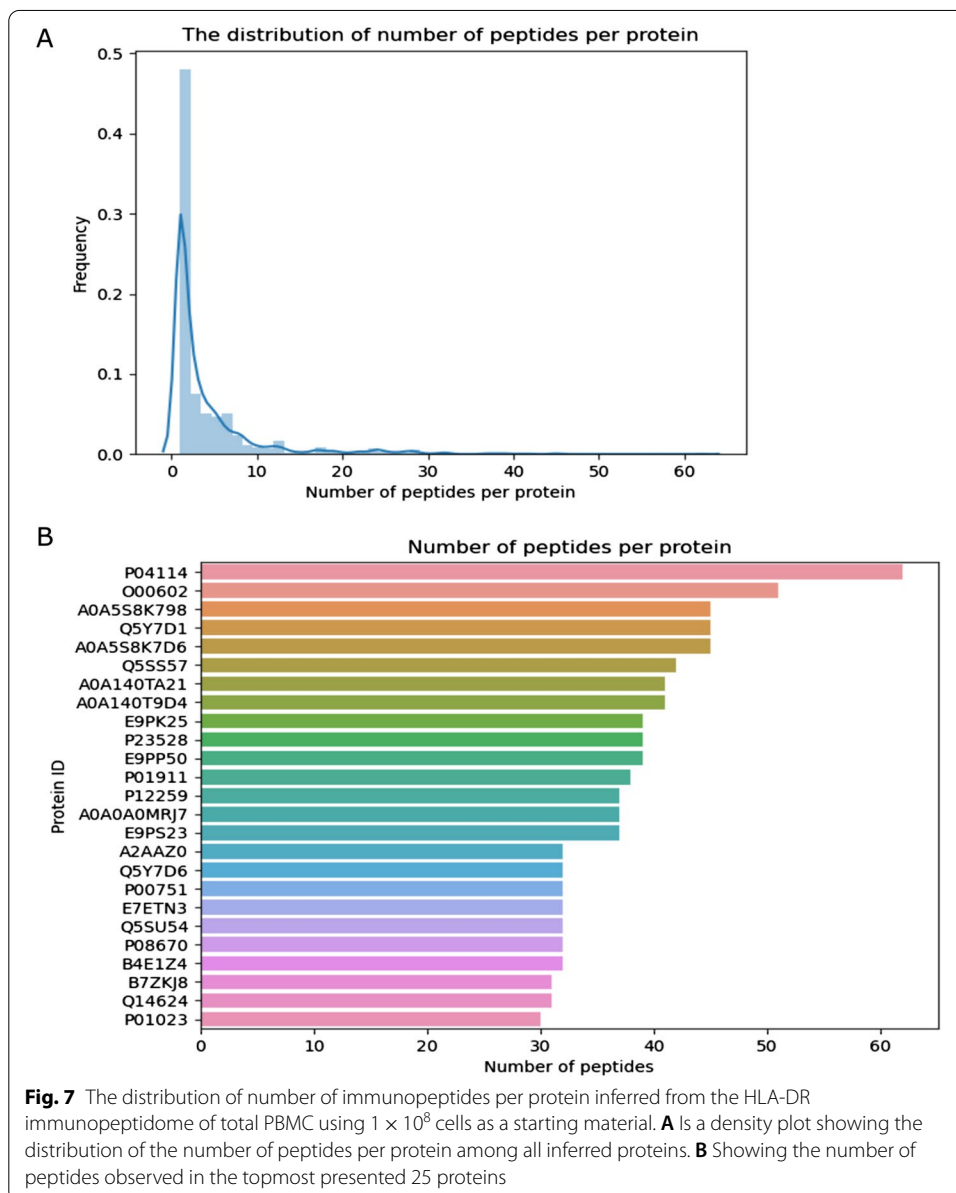 A
The distribution of number of peptides per protein
0.5
0.4
0.3
0.2
0.1
0.0
Frequency
0 10 20 30 40 50 60
Number of peptides per protein
B
Number of peptides per protein
P04114
O00602
A0A5S8K798
Q5Y7D1
A0A5S8K7D6
Q5SS57
A0A140TA21
A0A140T9D4
E9PK25
P23528
E9PP50
P01911
P12259
A0A0A0MRJ7
E9PS23
A2AAZ0
Q5Y7D6
P00751
E7ETN3
Q5SU54
P08670
B4E1Z4
B7ZKJ8
Q14624
P01023
Protein ID
0 10 20 30 40 50 60
Number of peptides
Fig. 7 The distribution of number of immunopeptides per protein inferred from the HLA-DR
immunopeptidome of total PBMC using 1 × 10⁸ cells as a starting material. A Is a density plot showing the
distribution of the number of peptides per protein among all inferred proteins. B Showing the number of
peptides observed in the topmost presented 25 proteins